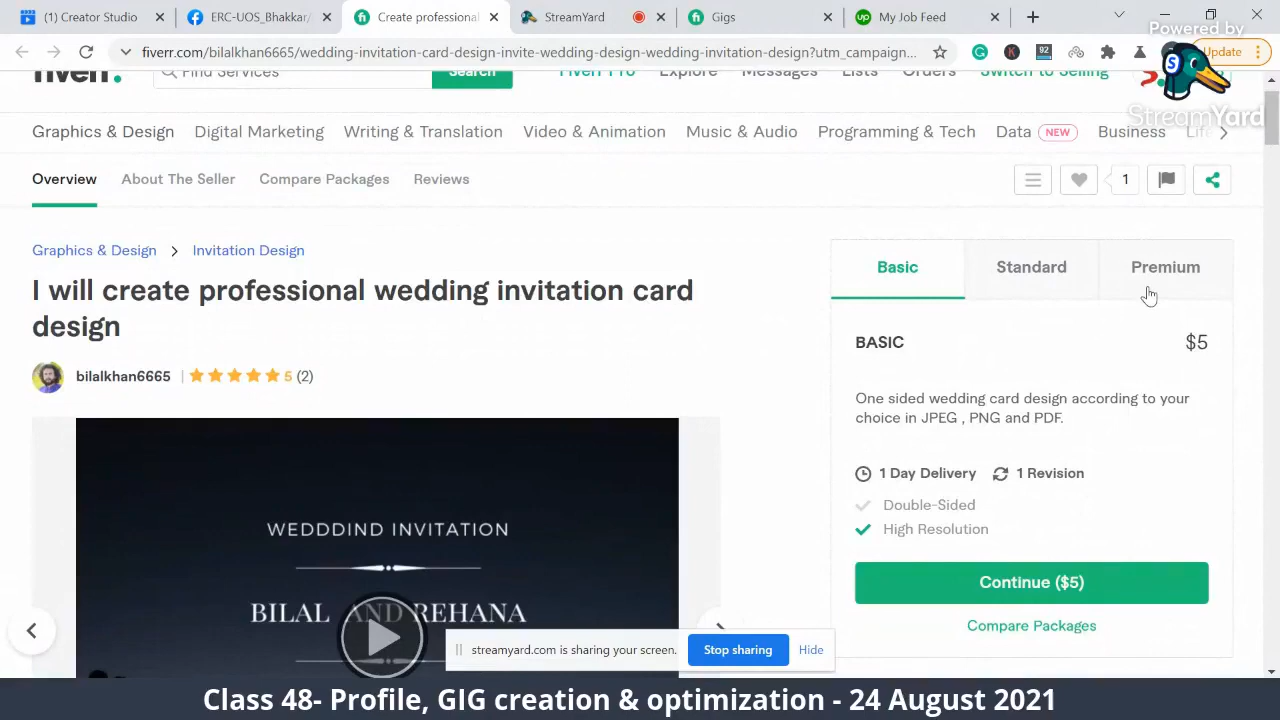 (1) Creator Studio
ERC-UOS_Bhakkar/
Create professional
StreamYard
Gigs
My Job Feed
Powered by
fiverr.com/bilalkhan6665/wedding-invitation-card-design-invite-wedding-design-wedding-invitation-design?utm_campaign...
92
Update
fiverr.
Find Services
Search
Fiverr Pro
Explore
Messages
Lists
Orders
Switch to Selling
StreamYard
Graphics & Design
Digital Marketing
Writing & Translation
Video & Animation
Music & Audio
Programming & Tech
Data
NEW
Business
Overview
About The Seller
Compare Packages
Reviews
1
Graphics & Design > Invitation Design
I will create professional wedding invitation card
design
bilalkhan6665 | 5 (2)
Basic
Standard
Premium
BASIC
$5
One sided wedding card design according to your
choice in JPEG , PNG and PDF.
1 Day Delivery
1 Revision
Double-Sided
High Resolution
Continue ($5)
Compare Packages
WEDDDIND INVITATION
BILAL AND REHANA
streamyard.com is sharing your screen.
Stop sharing
Hide
Class 48- Profile, GIG creation & optimization - 24 August 2021